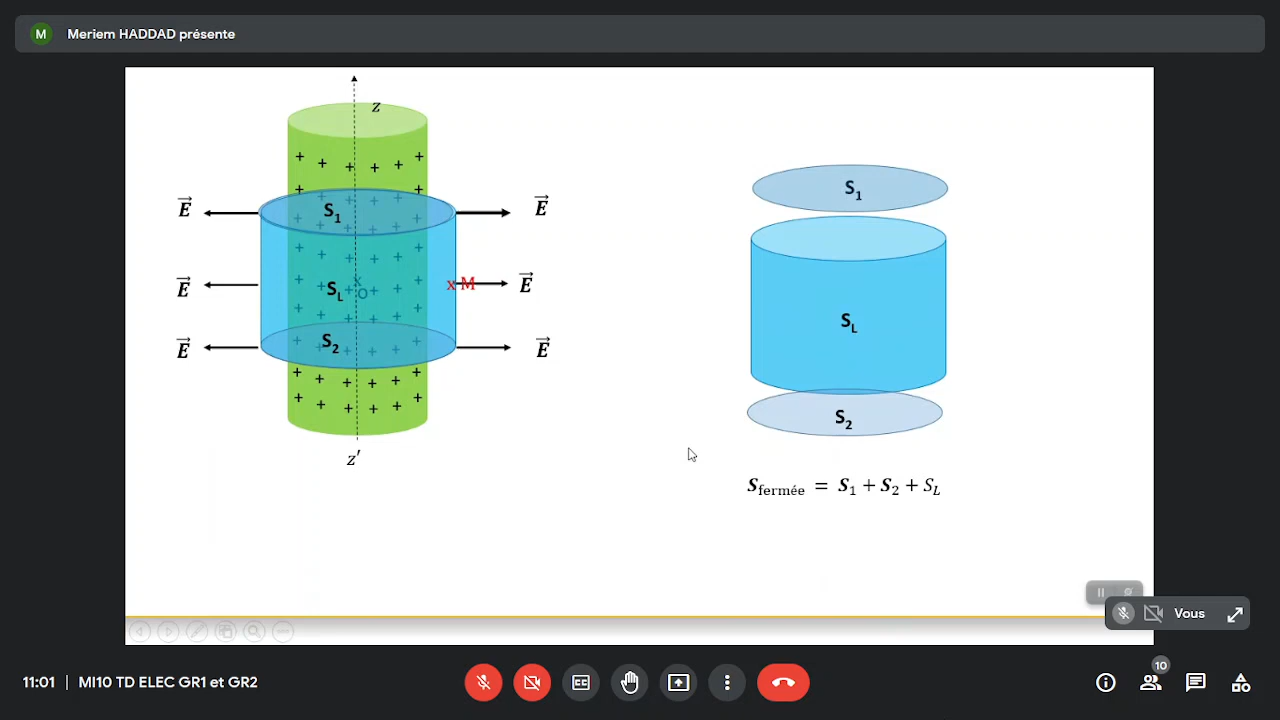 M Meriem HADDAD présente
z
S1
E E
S1
E SL O x M E
SL
E S2 E
S2
z′
Sfermée = S1 + S2 + SL
Vous
10
11:01 | MI10 TD ELEC GR1 et GR2